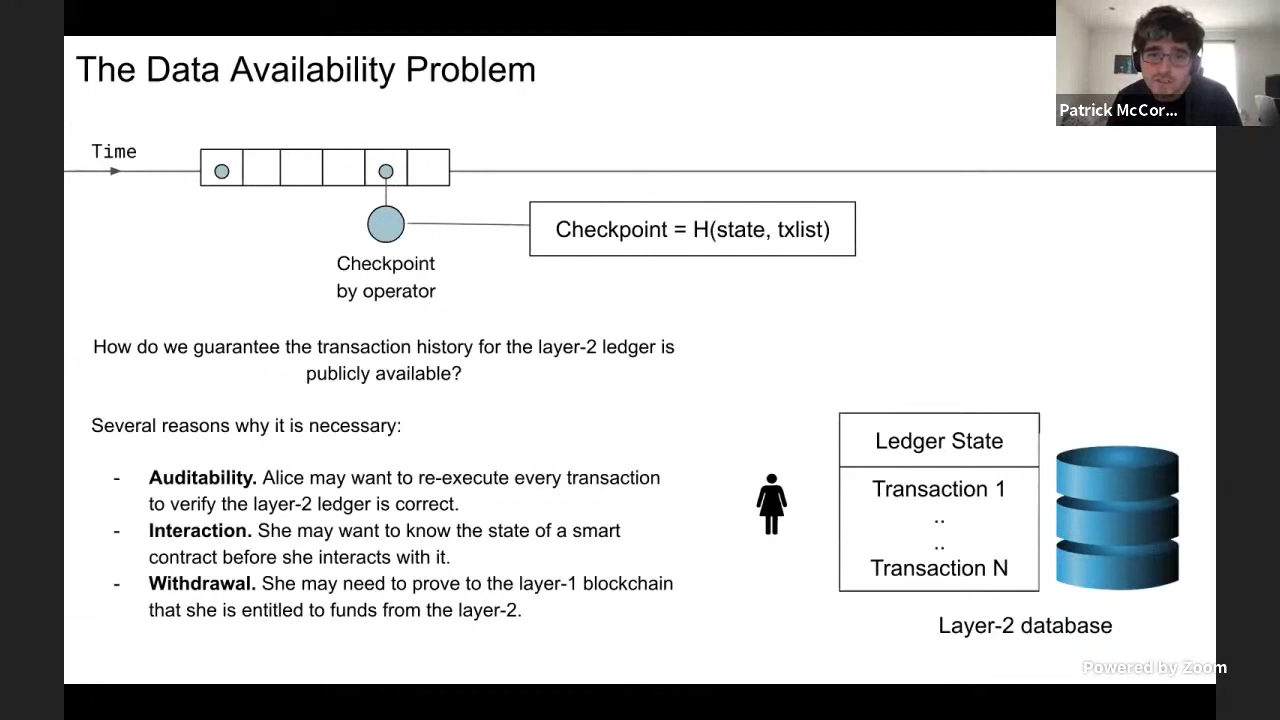 The Data Availability Problem
Patrick McCor...
Time
Checkpoint = H(state, txlist)
Checkpoint
by operator
How do we guarantee the transaction history for the layer-2 ledger is
publicly available?
Several reasons why it is necessary:
- Auditability. Alice may want to re-execute every transaction
to verify the layer-2 ledger is correct.
- Interaction. She may want to know the state of a smart
contract before she interacts with it.
- Withdrawal. She may need to prove to the layer-1 blockchain
that she is entitled to funds from the layer-2.
Ledger State
Transaction 1
..
..
Transaction N
Layer-2 database
Powered by Zoom